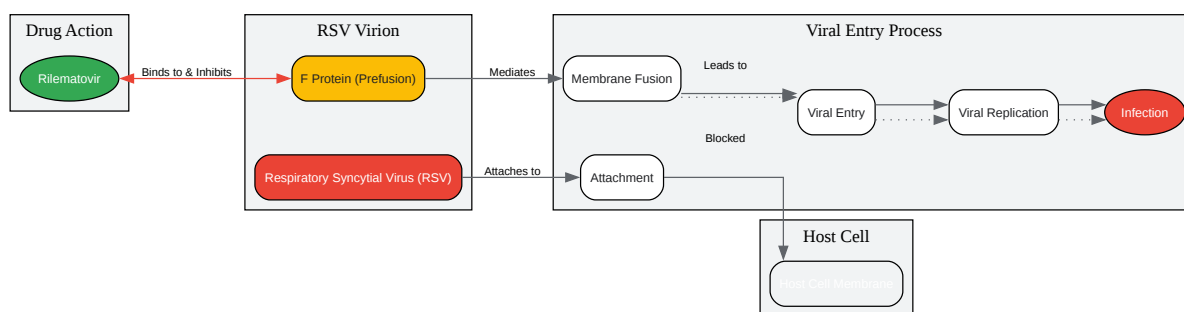 Drug Action
RSV Virion
Viral Entry Process
Rilematovir
Binds to & Inhibits
F Protein (Prefusion)
Mediates
Membrane Fusion
Leads to
Viral Entry
Viral Replication
Infection
Blocked
Respiratory Syncytial Virus (RSV)
Attaches to
Attachment
Host Cell
Host Cell Membrane